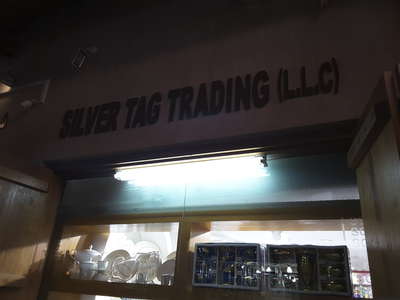 SILVER TAG TRADING (L.L.C)